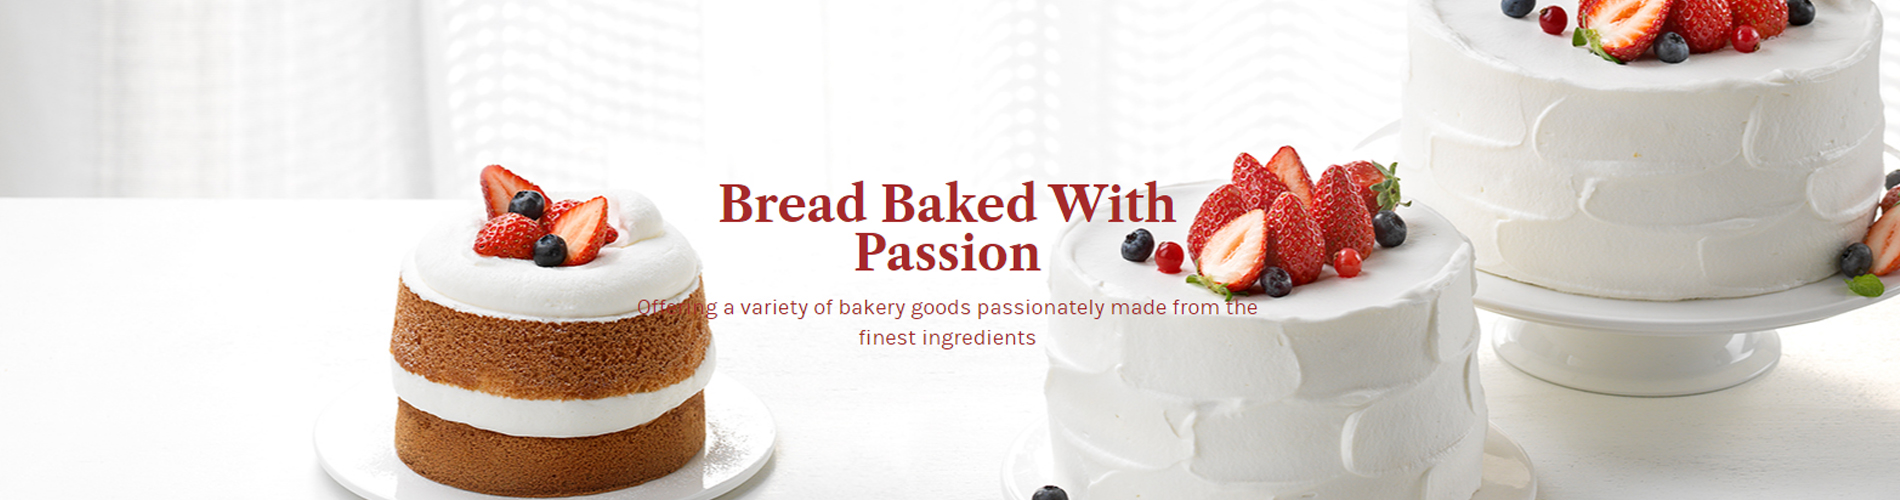 Bread Baked With
Passion
Offering a variety of bakery goods passionately made from the
finest ingredients